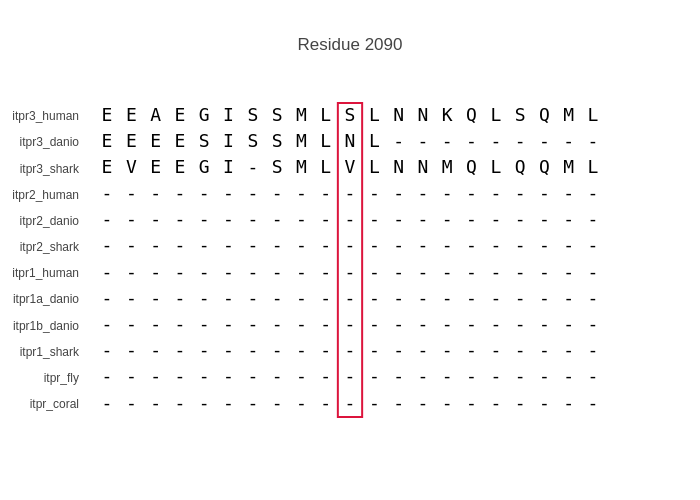 Residue 2090
itpr3_human E E A E G I S S M L S L N N K Q L S Q M L
itpr3_danio E E E E S I S S M L N L - - - - - - - - -
itpr3_shark E V E E G I - S M L V L N N M Q L Q Q M L
itpr2_human - - - - - - - - - - - - - - - - - - - - -
itpr2_danio - - - - - - - - - - - - - - - - - - - - -
itpr2_shark - - - - - - - - - - - - - - - - - - - - -
itpr1_human - - - - - - - - - - - - - - - - - - - - -
itpr1a_danio - - - - - - - - - - - - - - - - - - - - -
itpr1b_danio - - - - - - - - - - - - - - - - - - - - -
itpr1_shark - - - - - - - - - - - - - - - - - - - - -
itpr_fly - - - - - - - - - - - - - - - - - - - - -
itpr_coral - - - - - - - - - - - - - - - - - - - - -